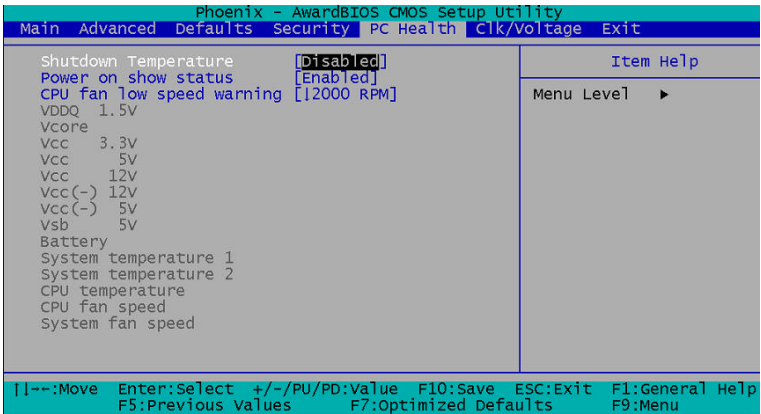 Phoenix - AwardBIOS CMOS Setup Utility
Main Advanced Defaults Security PC Health Clk/Voltage Exit
Shutdown Temperature [Disabled]
Power on show status [Enabled]
CPU fan low speed warning [↓2000 RPM]
VDDQ 1.5V
Vcore
Vcc 3.3V
Vcc 5V
Vcc 12V
Vcc(-) 12V
Vcc(-) 5V
Vsb 5V
Battery
System temperature 1
System temperature 2
CPU temperature
CPU fan speed
System fan speed
Item Help
Menu Level ▶
↑↓→←:Move Enter:Select +/-/PU/PD:Value F10:Save ESC:Exit F1:General Help
F5:Previous Values F7:Optimized Defaults F9:Menu